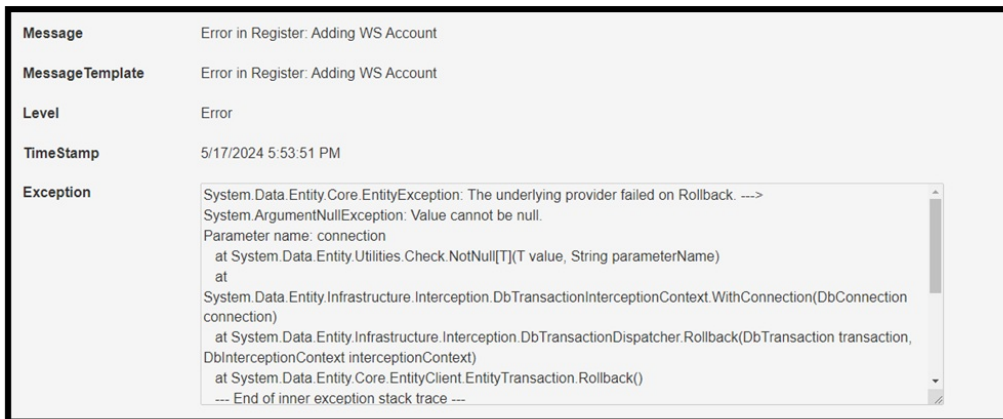 Message Error in Register: Adding WS Account
MessageTemplate Error in Register: Adding WS Account
Level Error
TimeStamp 5/17/2024 5:53:51 PM
Exception System.Data.Entity.Core.EntityException: The underlying provider failed on Rollback. --->
System.ArgumentNullException: Value cannot be null.
Parameter name: connection
at System.Data.Entity.Utilities.Check.NotNull[T](T value, String parameterName)
at
System.Data.Entity.Infrastructure.Interception.DbTransactionInterceptionContext.WithConnection(DbConnection
connection)
at System.Data.Entity.Infrastructure.Interception.DbTransactionDispatcher.Rollback(DbTransaction transaction,
DbInterceptionContext interceptionContext)
at System.Data.Entity.Core.EntityClient.EntityTransaction.Rollback()
--- End of inner exception stack trace ---